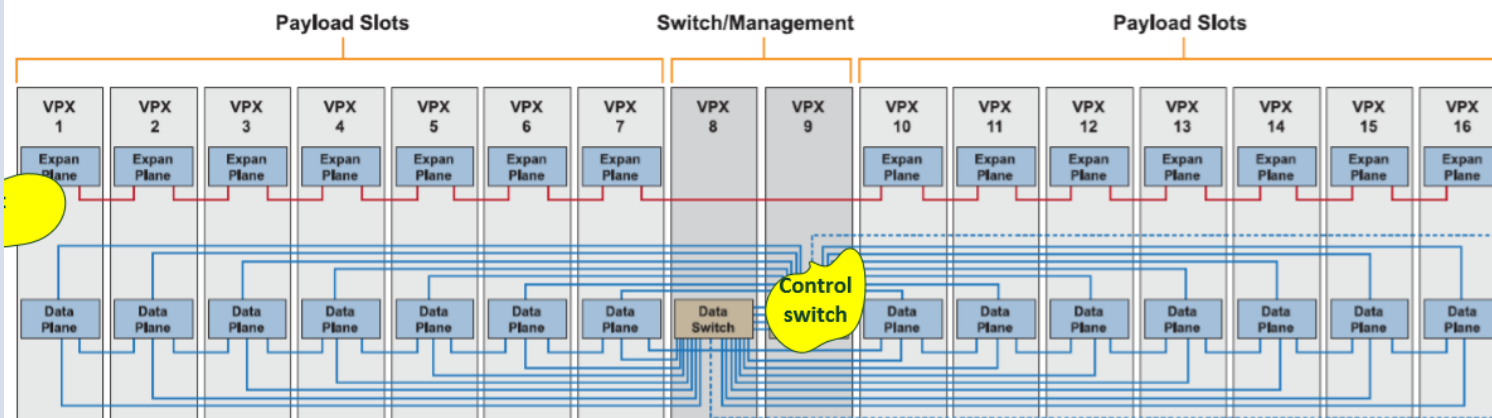 Payload Slots
Switch/Management
Payload Slots
VPX
1
VPX
2
VPX
3
VPX
4
VPX
5
VPX
6
VPX
7
VPX
8
VPX
9
VPX
10
VPX
11
VPX
12
VPX
13
VPX
14
VPX
15
VPX
16
Expan
Plane
Expan
Plane
Expan
Plane
Expan
Plane
Expan
Plane
Expan
Plane
Expan
Plane
Expan
Plane
Expan
Plane
Expan
Plane
Expan
Plane
Expan
Plane
Expan
Plane
Expan
Plane
Data
Plane
Data
Plane
Data
Plane
Data
Plane
Data
Plane
Data
Plane
Data
Plane
Data
Switch
Control
switch
Data
Plane
Data
Plane
Data
Plane
Data
Plane
Data
Plane
Data
Plane
Data
Plane